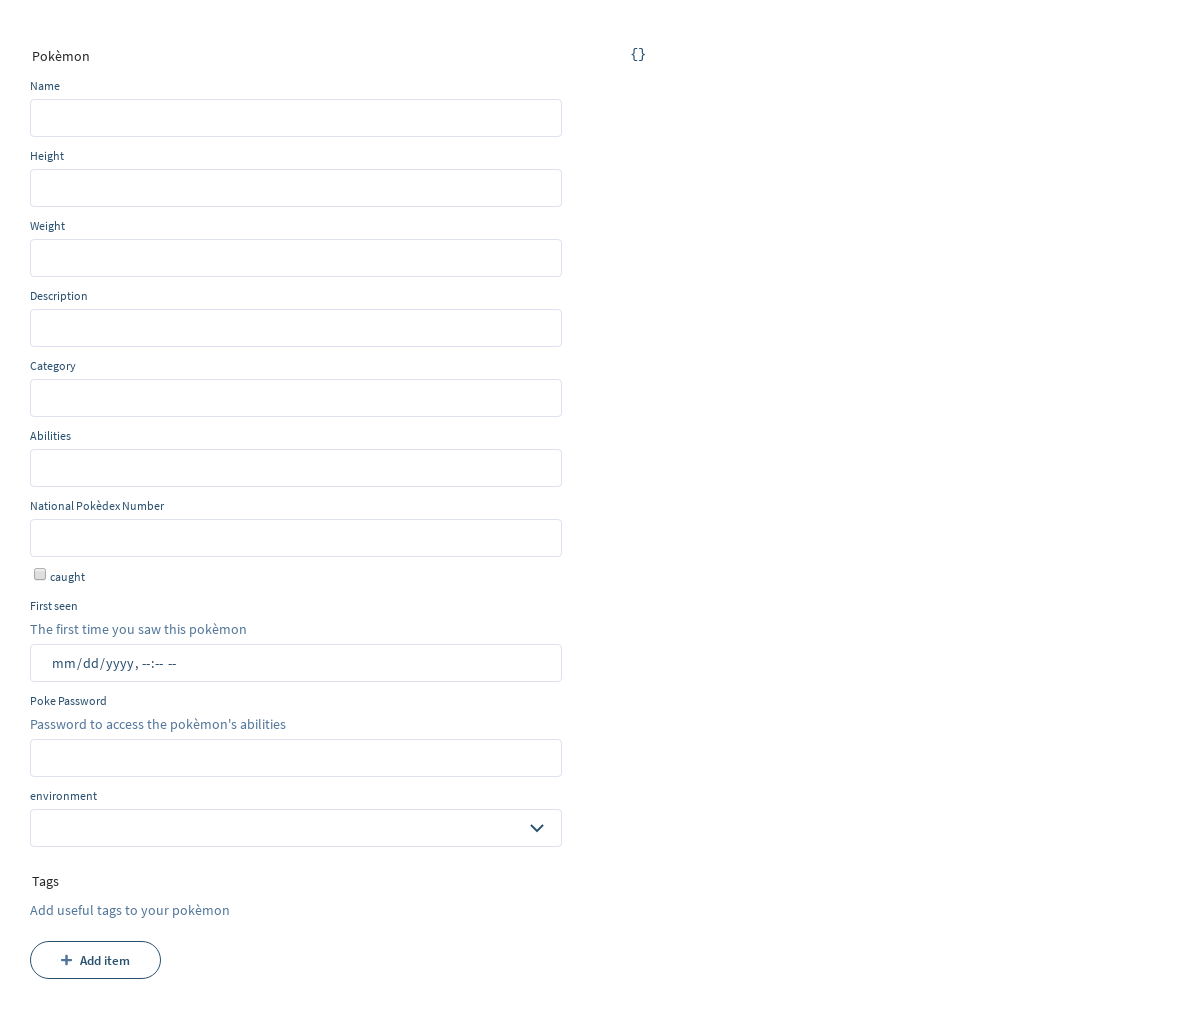 Pokèmon
{}
Name
Height
Weight
Description
Category
Abilities
National Pokèdex Number
caught
First seen
The first time you saw this pokèmon
mm/dd/yyyy, --:-- --
Poke Password
Password to access the pokèmon's abilities
environment
Tags
Add useful tags to your pokèmon
+ Add item